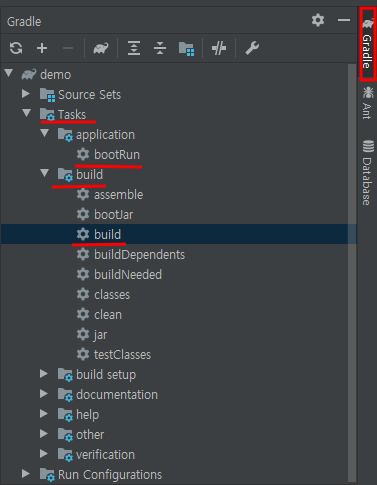 Gradle
demo
Source Sets
Tasks
application
bootRun
build
assemble
bootJar
build
buildDependents
buildNeeded
classes
clean
jar
testClasses
build setup
documentation
help
other
verification
Run Configurations
Gradle
Ant
Database